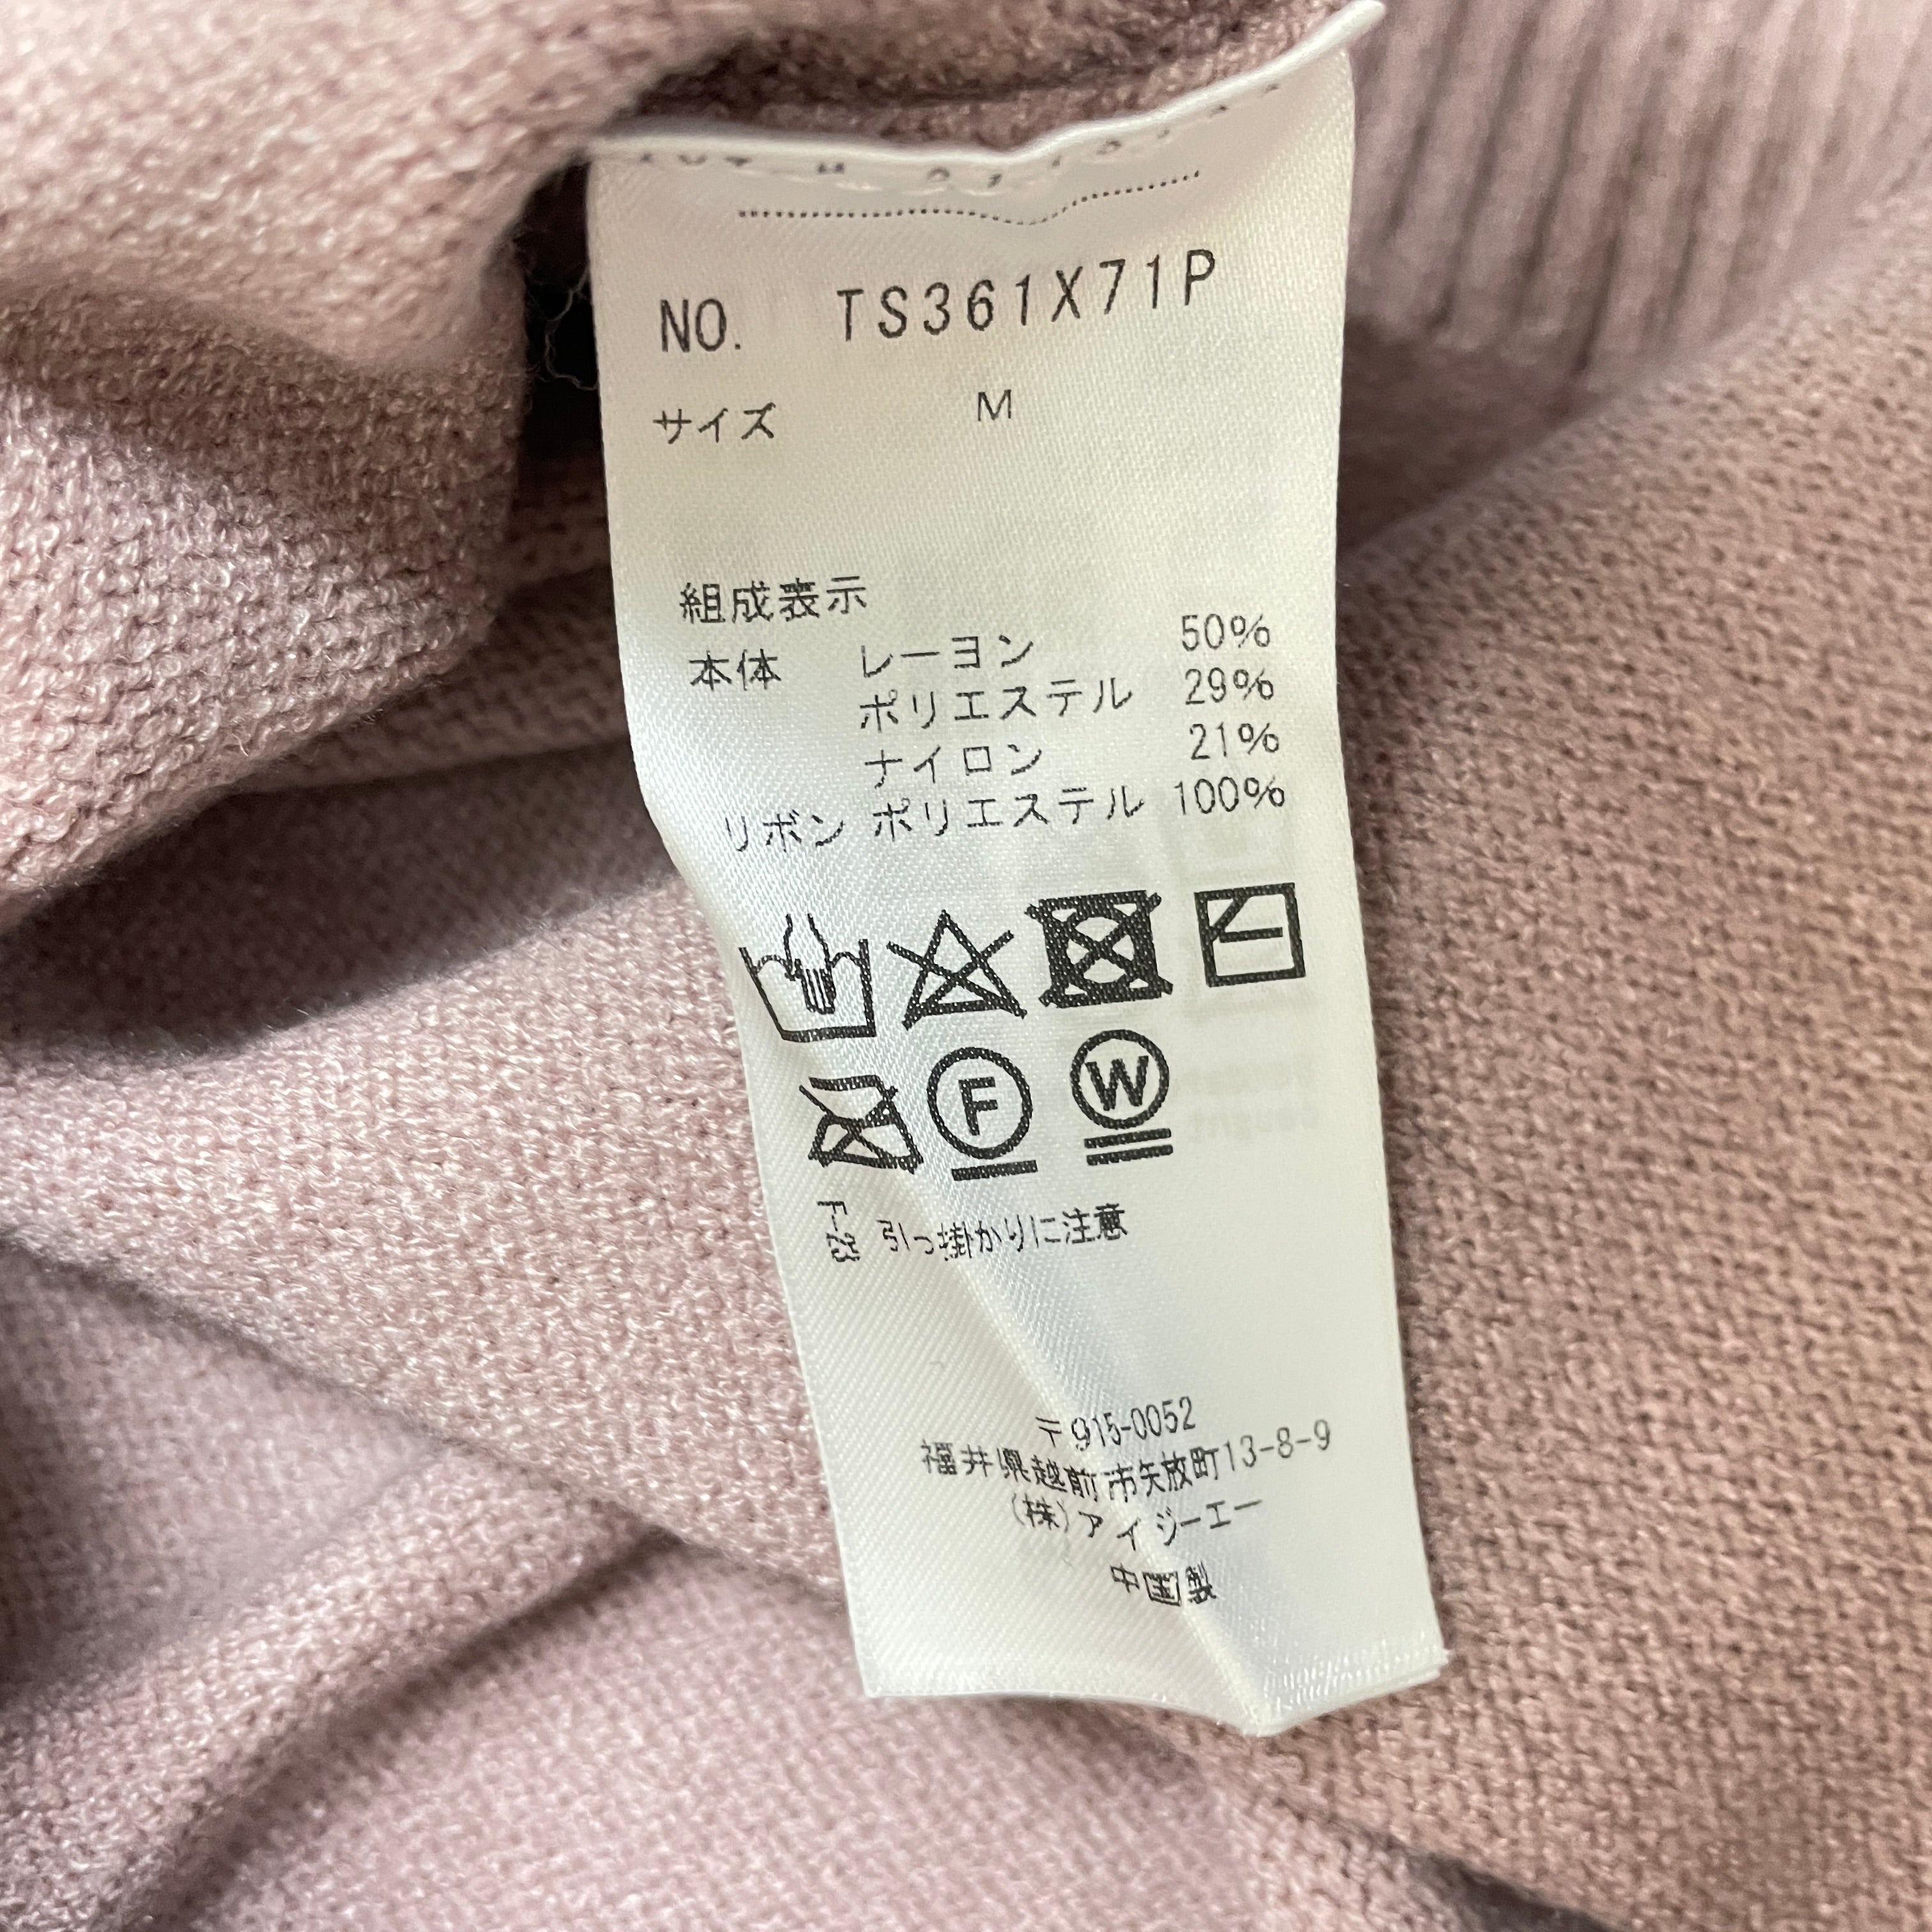 NO. TS361X71P
サイズ M
組成表示
本体 レーヨン 50%
ポリエステル 29%
ナイロン 21%
リボン ポリエステル 100%
F
W
F-23 引っ掛かりに注意
〒915-0052
福井県越前市矢放町13-8-9
(株)アイジーエー
中国製